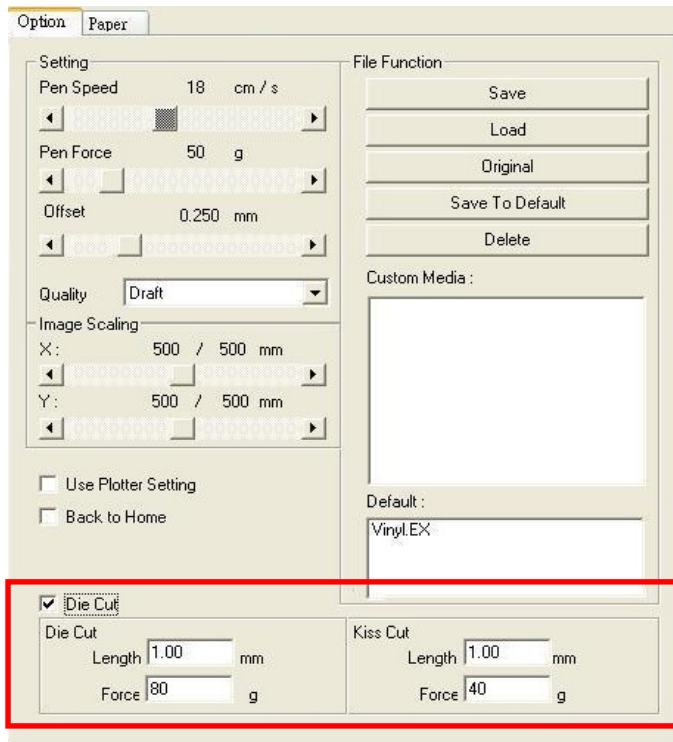 Option Paper
Setting
Pen Speed 18 cm / s
Pen Force 50 g
Offset 0.250 mm
Quality Draft
Image Scaling
X : 500 / 500 mm
Y : 500 / 500 mm
Use Plotter Setting
Back to Home
File Function
Save
Load
Original
Save To Default
Delete
Custom Media :
Default :
Vinyl.EX
Die Cut
Die Cut
Length 1.00 mm
Force 80 g
Kiss Cut
Length 1.00 mm
Force 40 g